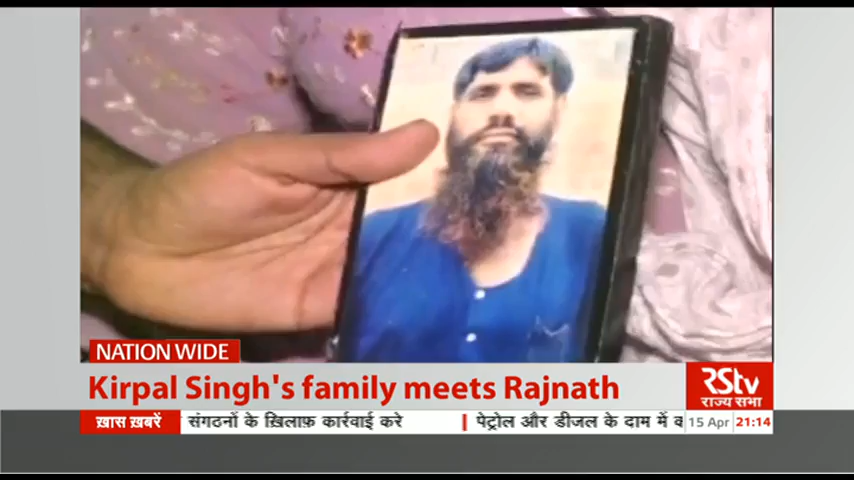 NATION WIDE
Kirpal Singh's family meets Rajnath
RStv
राज्य सभा
ख़ास ख़बरें
संगठनों के ख़िलाफ़ कार्रवाई करे
पेट्रोल और डीजल के दाम में
15 Apr
21:14